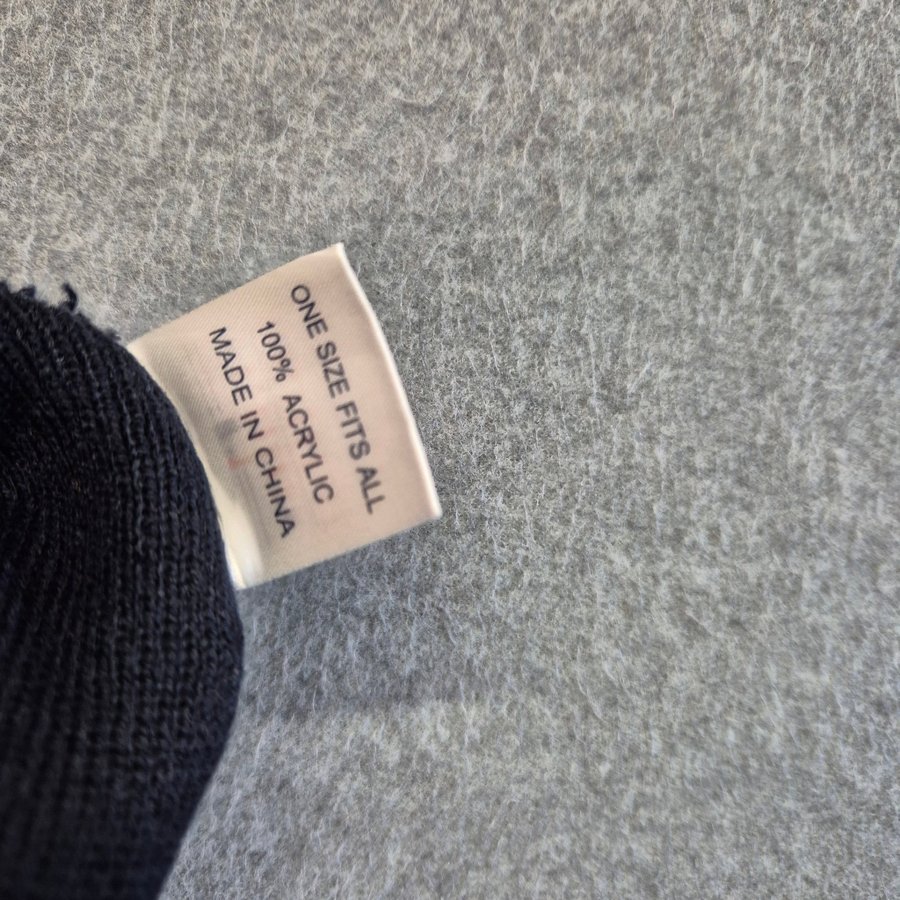 ONE SIZE FITS ALL
100% ACRYLIC
MADE IN CHINA